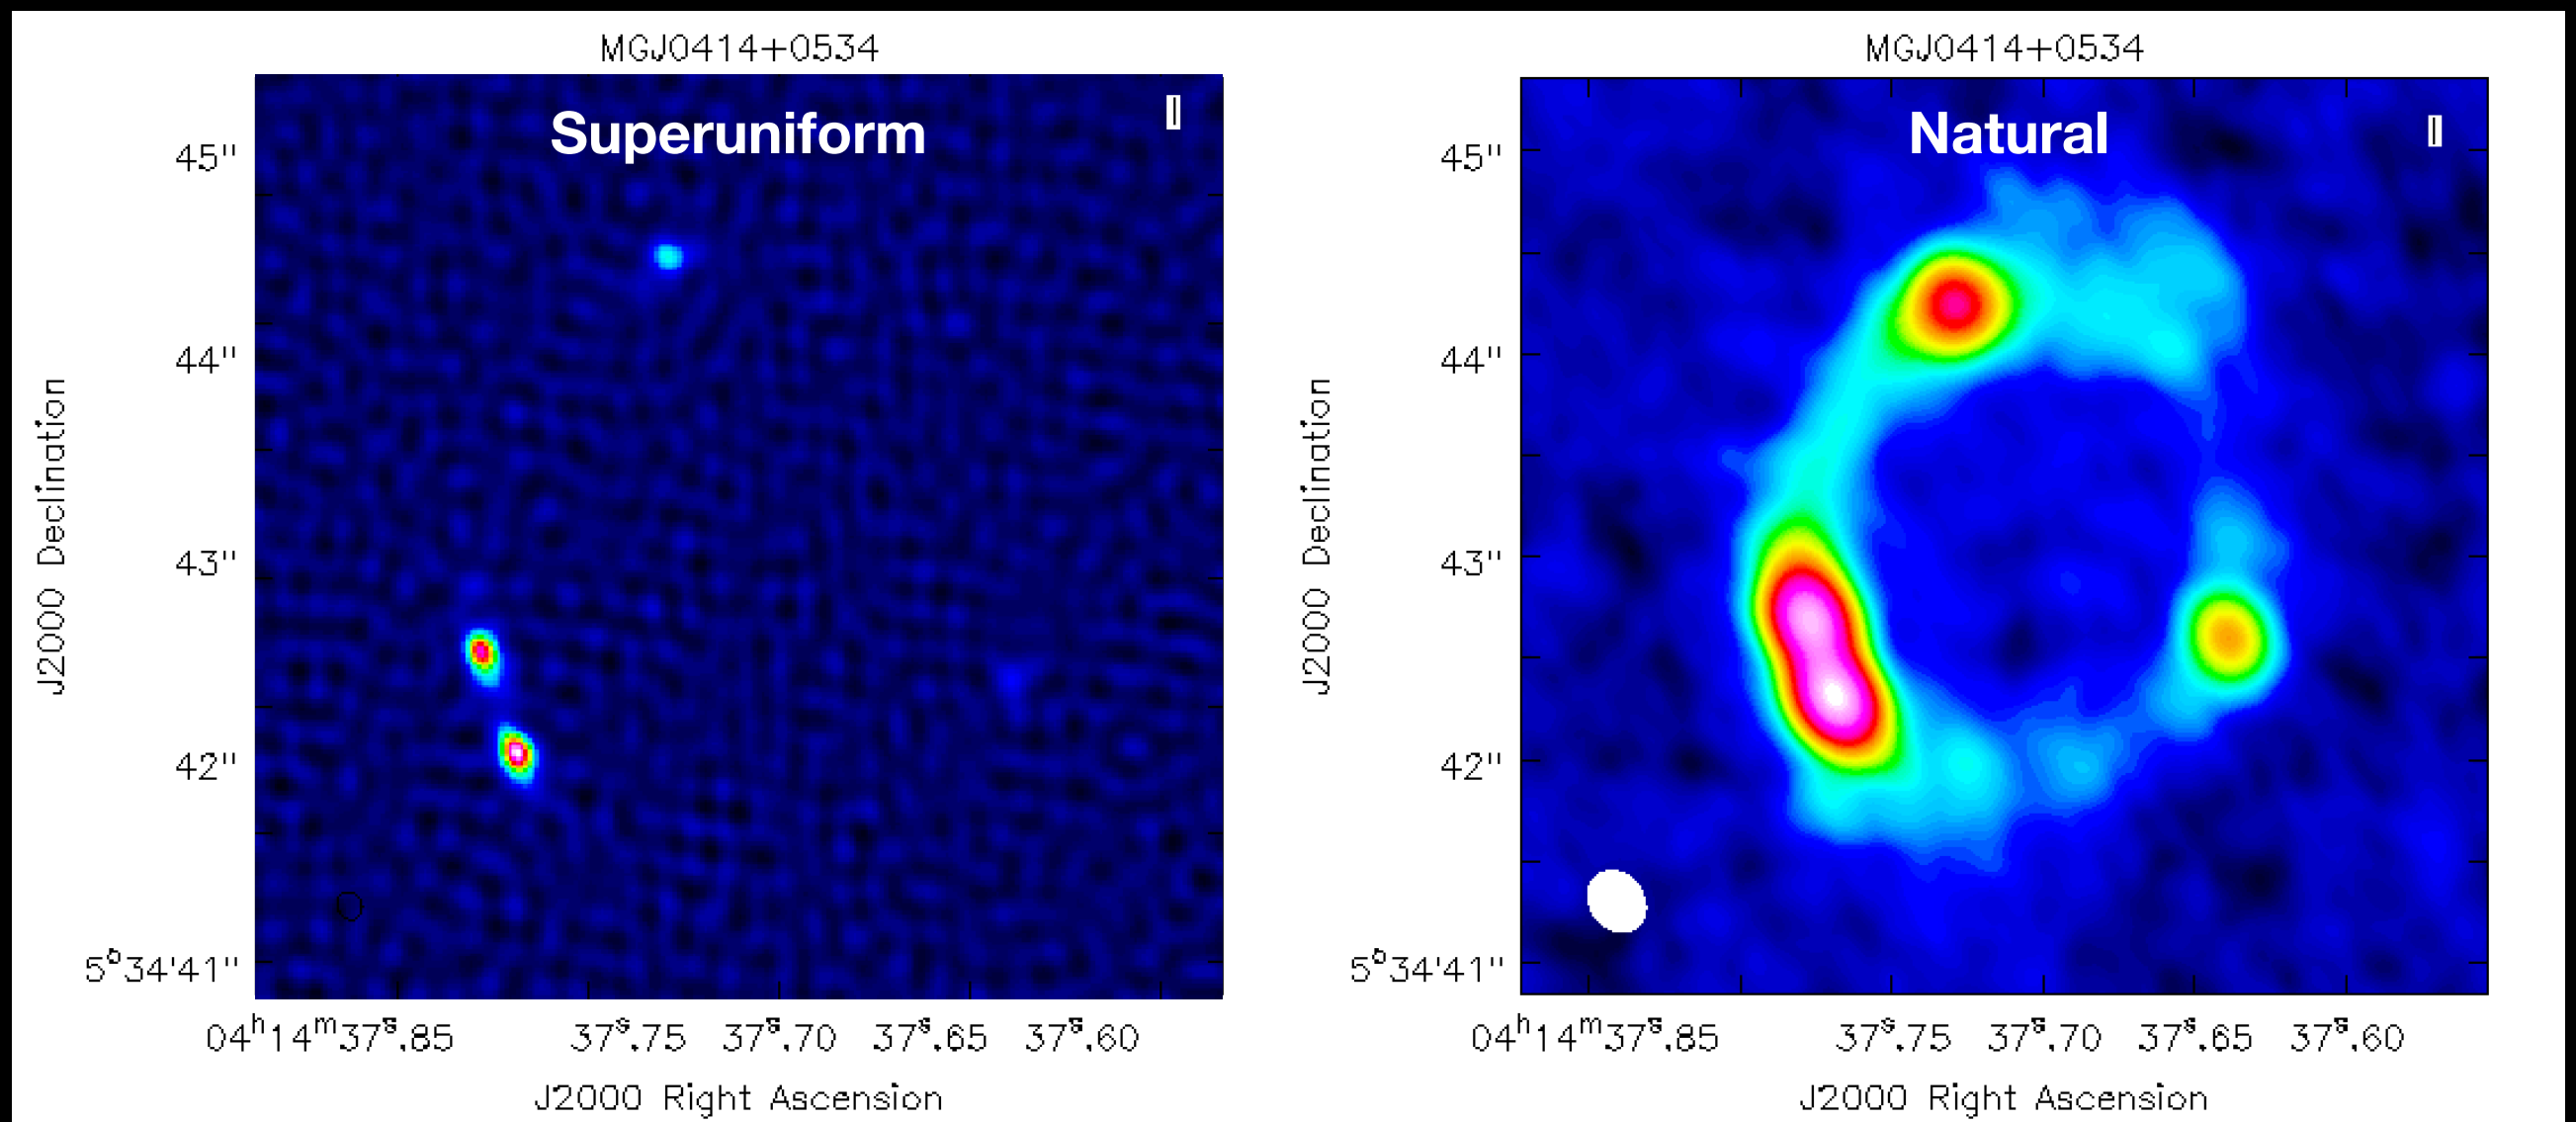 MGJ0414+0534
Superuniform
I
45"
44"
43"
42"
5°34'41"
J2000 Declination
04ʰ14ᵐ37ˢ.85 37ˢ.75 37ˢ.70 37ˢ.65 37ˢ.60
J2000 Right Ascension
MGJ0414+0534
Natural
I
45"
44"
43"
42"
5°34'41"
J2000 Declination
04ʰ14ᵐ37ˢ.85 37ˢ.75 37ˢ.70 37ˢ.65 37ˢ.60
J2000 Right Ascension